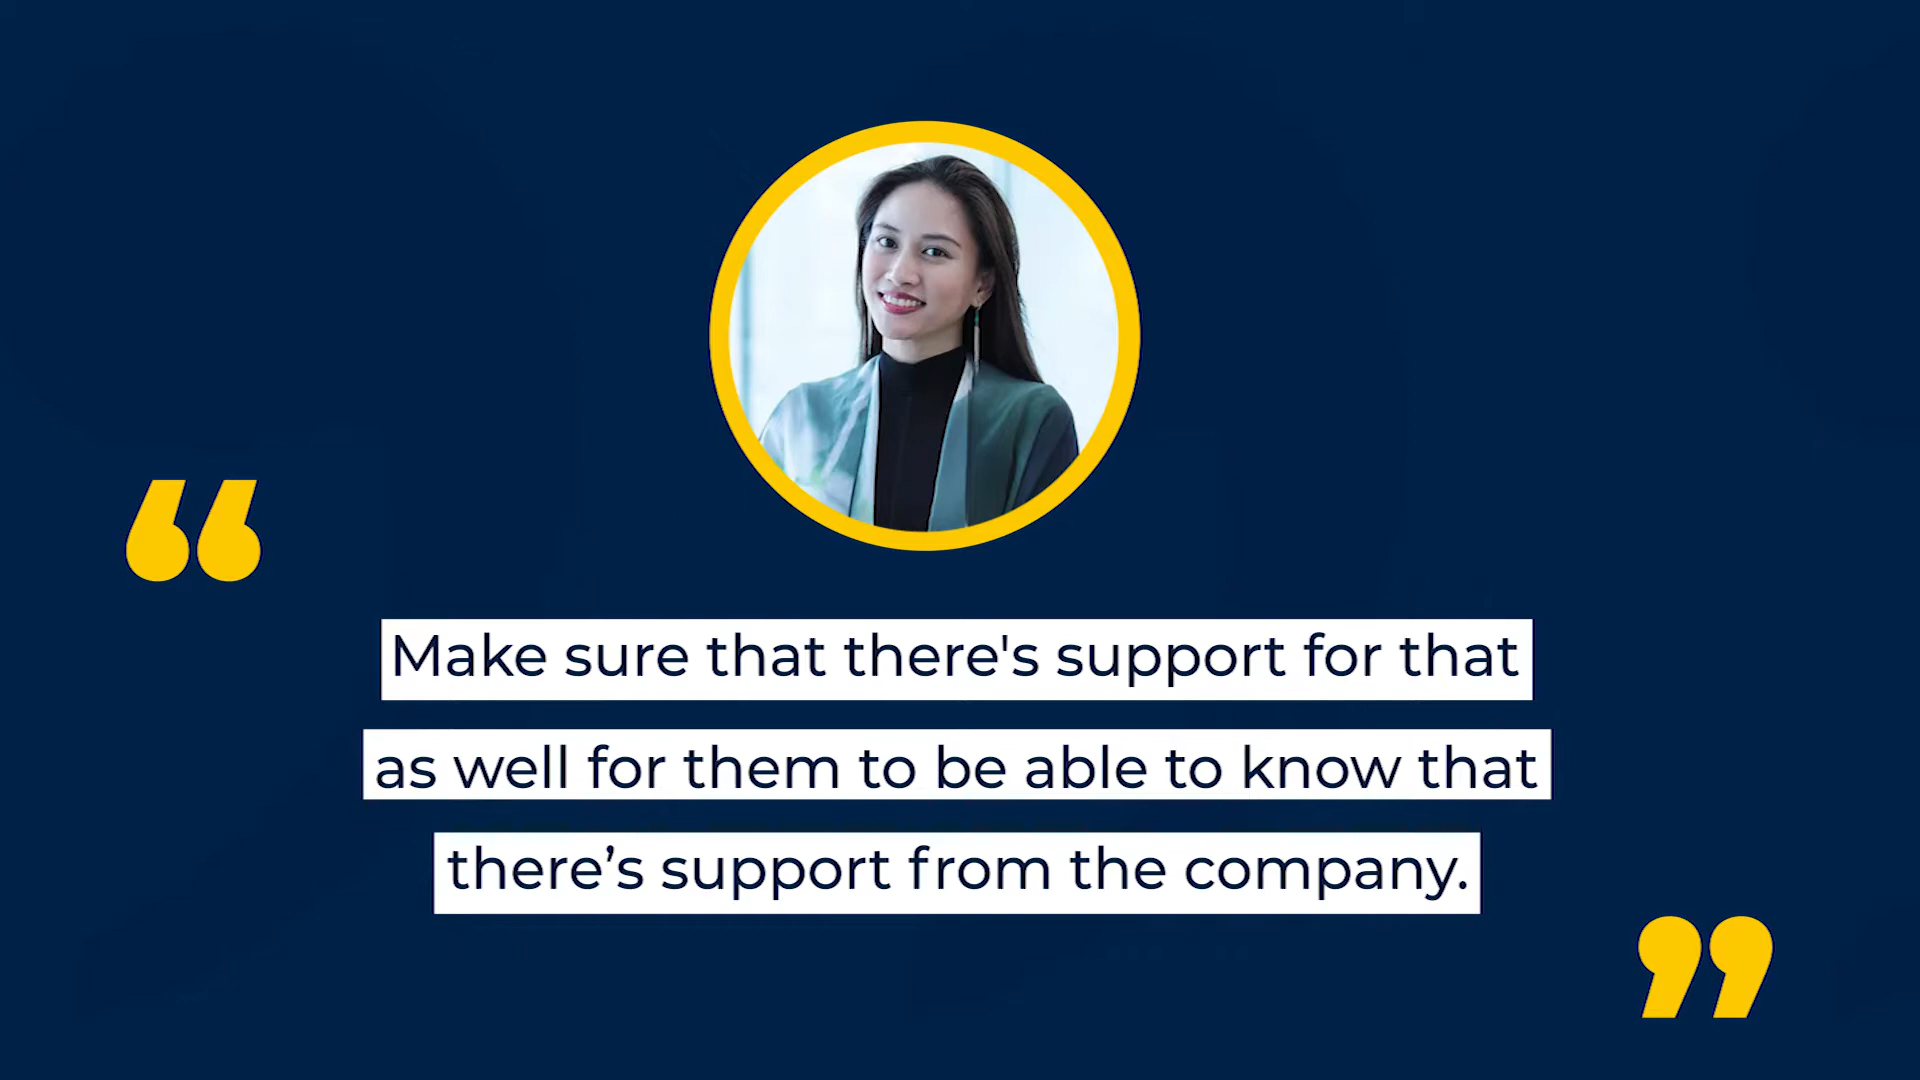 “
Make sure that there's support for that
as well for them to be able to know that
there’s support from the company.
”